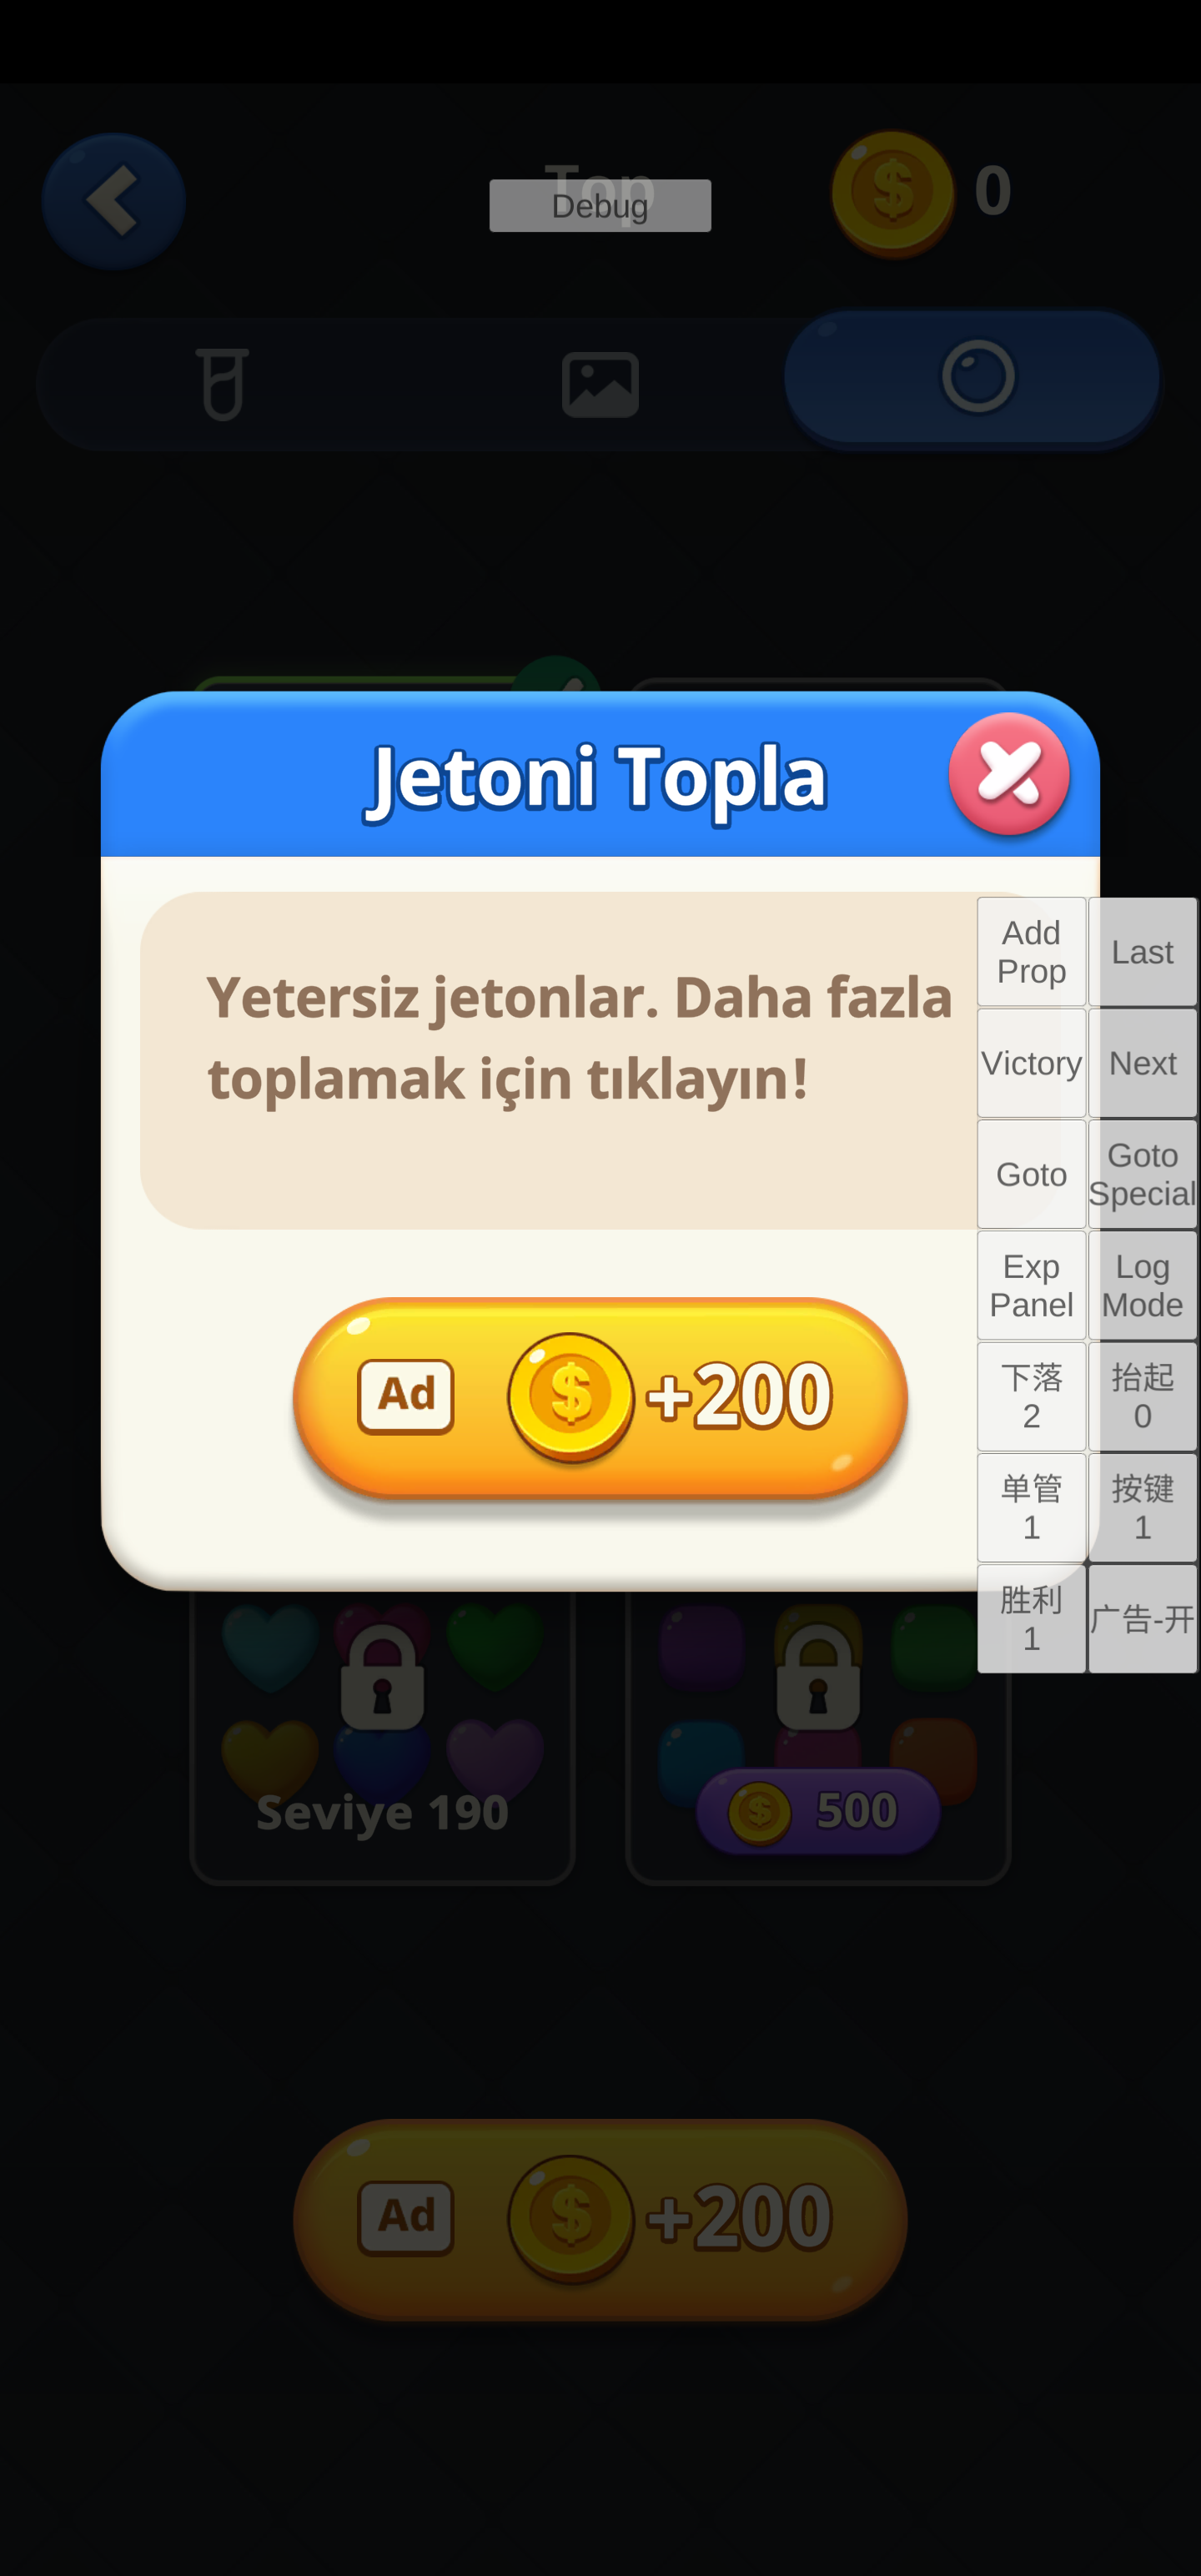 Top
Debug
0
Jetoni Topla
Yetersiz jetonlar. Daha fazla
toplamak için tıklayın!
Ad
+200
Add
Prop
Last
Victory
Next
Goto
Goto
Special
Exp
Panel
Log
Mode
下落
2
抬起
0
单管
1
按键
1
胜利
1
广告-开
Seviye 190
500
Ad
+200